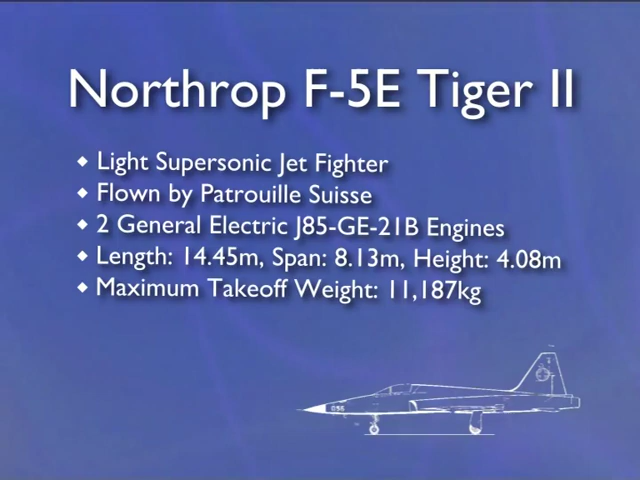 Northrop F-5E Tiger II
◆ Light Supersonic Jet Fighter
◆ Flown by Patrouille Suisse
◆ 2 General Electric J85-GE-21B Engines
◆ Length: 14.45m, Span: 8.13m, Height: 4.08m
◆ Maximum Takeoff Weight: 11,187kg